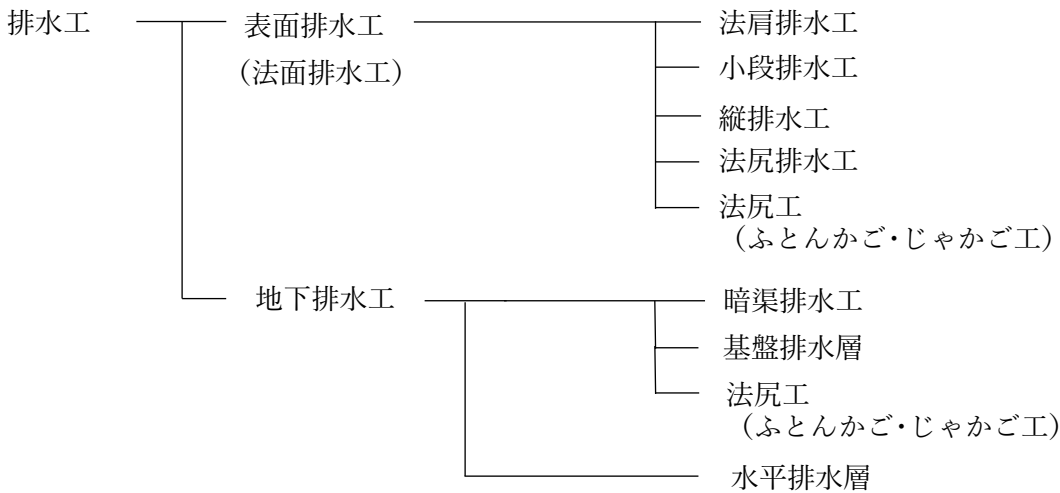 排水工
表面排水工
（法面排水工）
法肩排水工
小段排水工
縦排水工
法尻排水工
法尻工
（ふとんかご・じゃかご工）
地下排水工
暗渠排水工
基盤排水層
法尻工
（ふとんかご・じゃかご工）
水平排水層